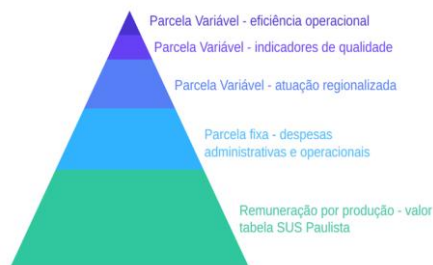 Parcela Variável - eficiência operacional
Parcela Variável - indicadores de qualidade
Parcela Variável - atuação regionalizada
Parcela fixa - despesas
administrativas e operacionais
Remuneração por produção - valor
tabela SUS Paulista